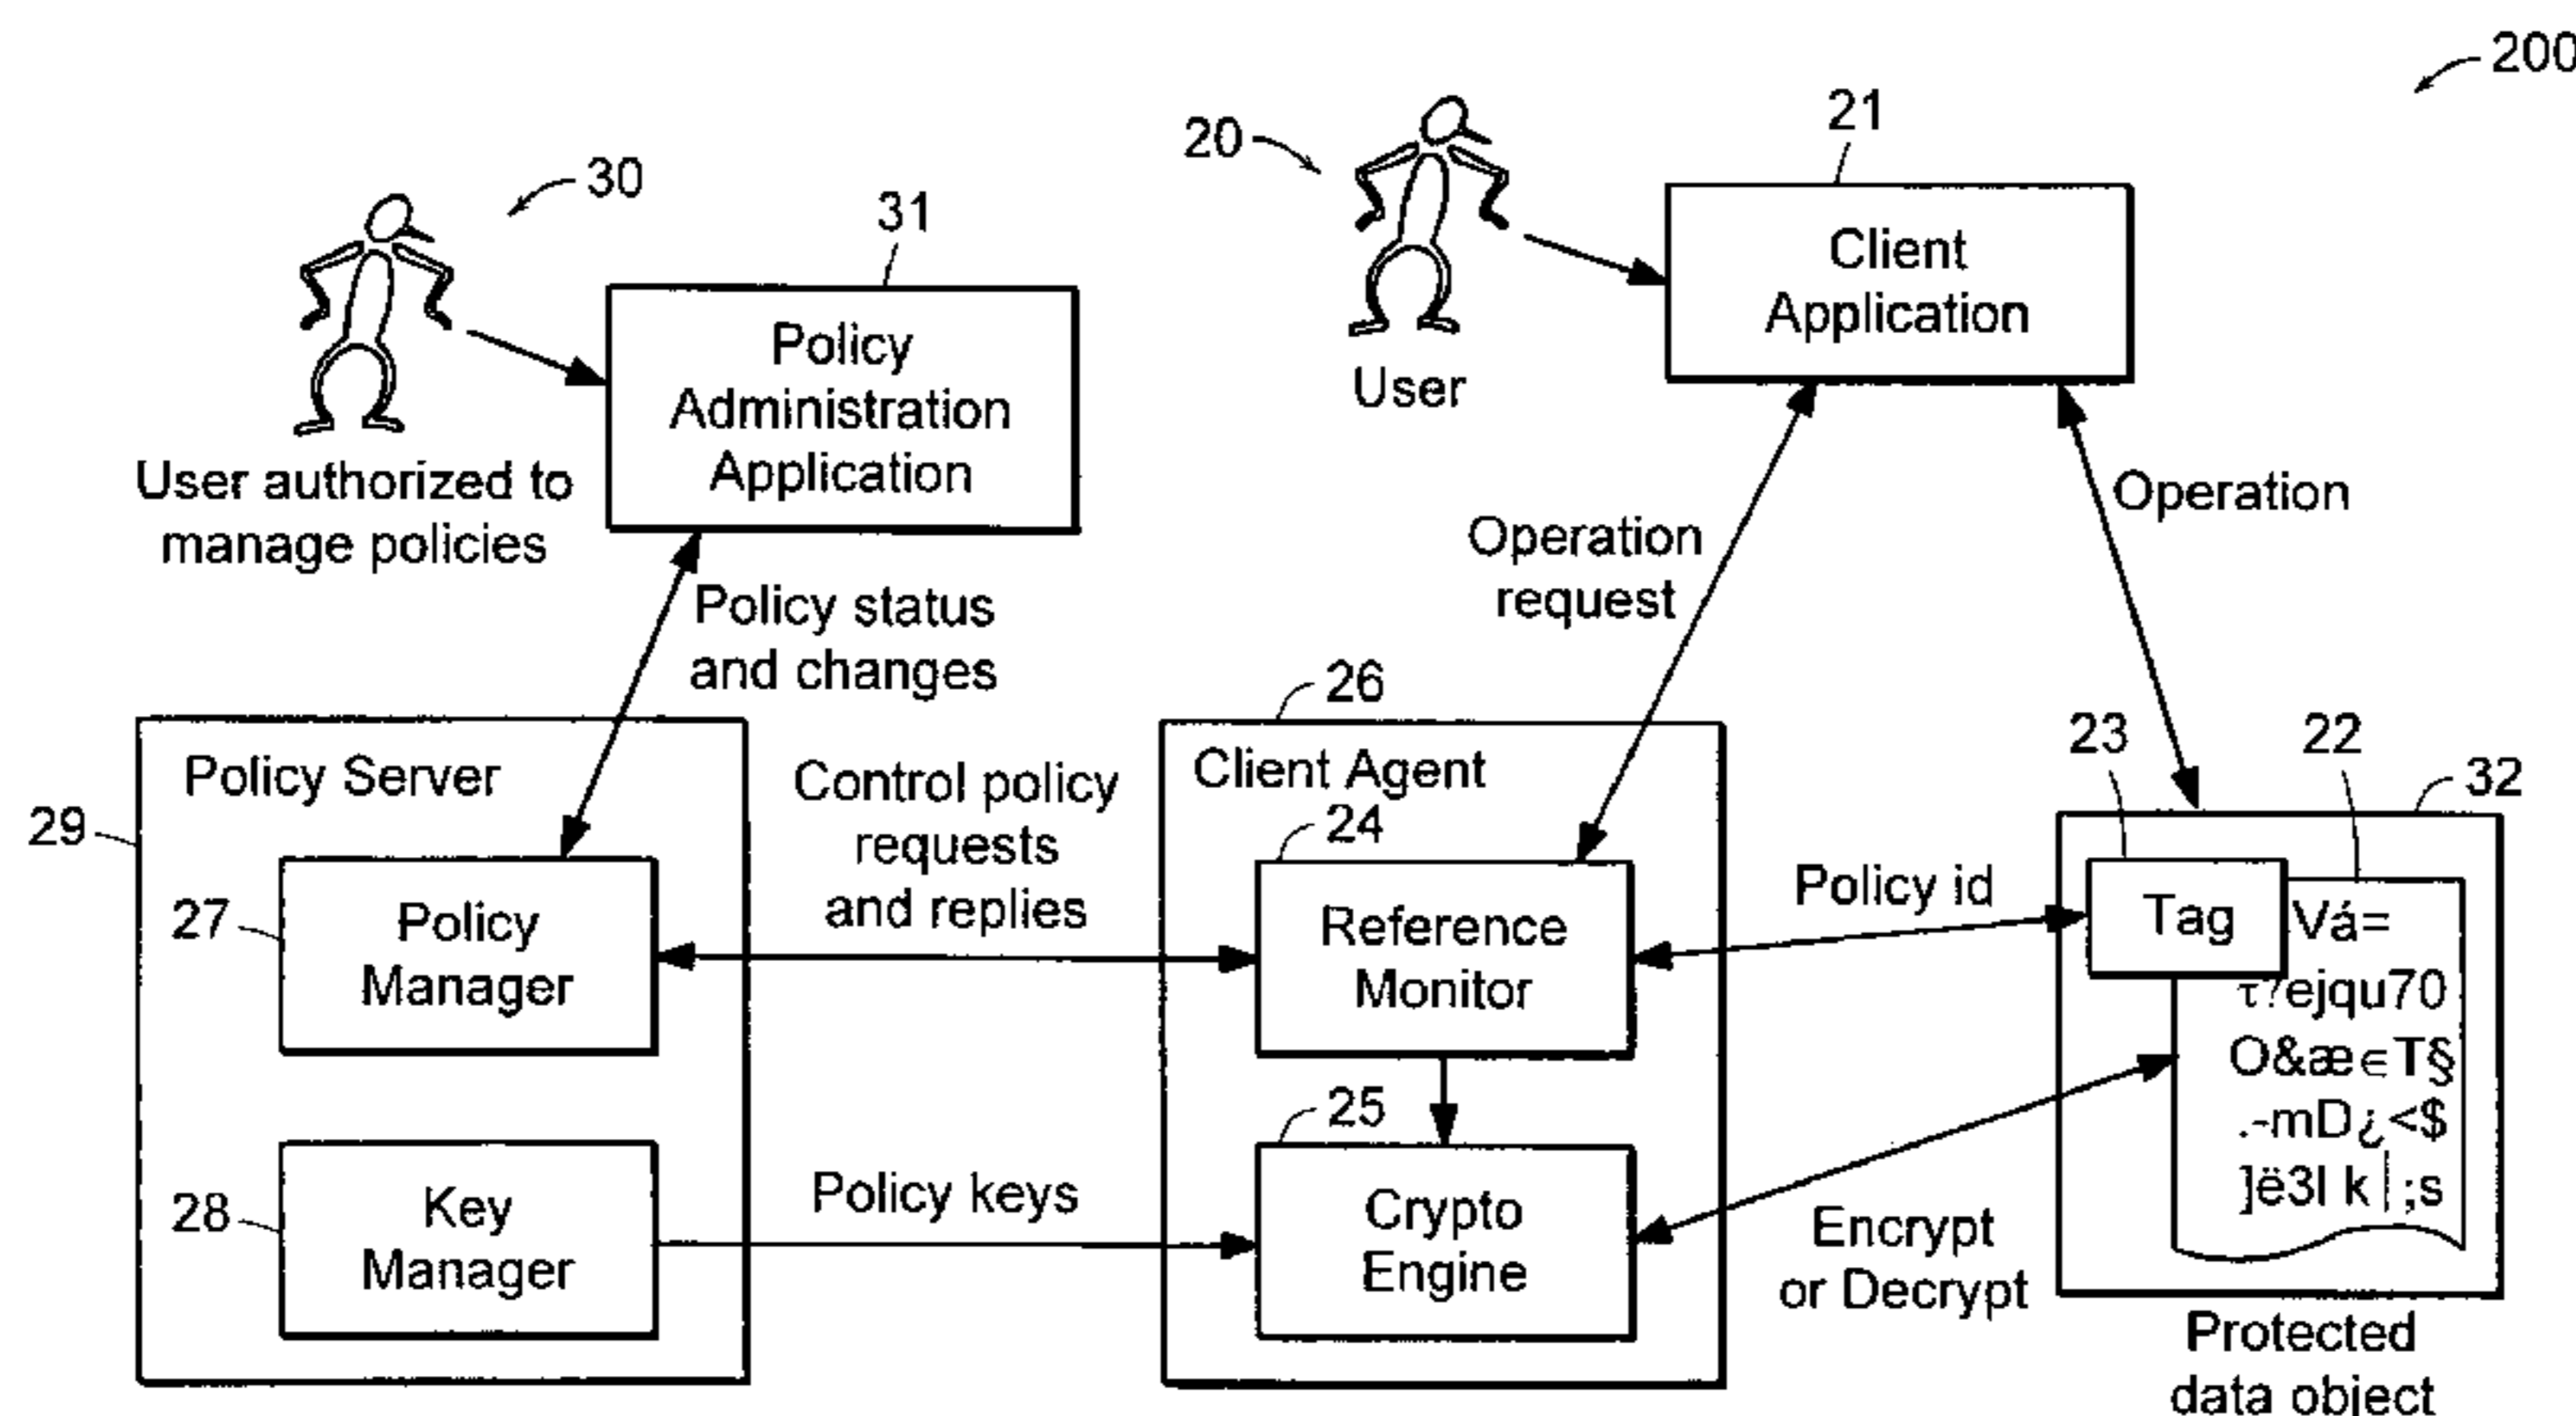 200
20
21
30
31
Client
Application
User
Policy
Administration
Application
User authorized to
manage policies
Operation
Operation
request
Policy status
and changes
26
23
22
32
Policy Server
Control policy
requests
and replies
Client Agent
29
24
27
Policy
Manager
Reference
Monitor
Policy id
Tag
Vá=
τ?ejqu70
O&æ∈T§
.-mD¿<$
]ë3l k│;s
28
Key
Manager
Policy keys
25
Crypto
Engine
Encrypt
or Decrypt
Protected
data object